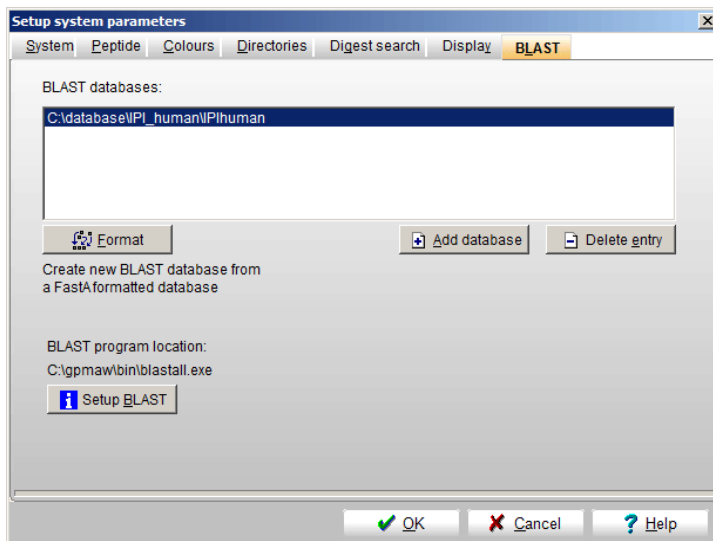 Setup system parameters
System Peptide Colours Directories Digest search Display BLAST
BLAST databases:
C:\database\IPI_human\IPIhuman
Format Add database Delete entry
Create new BLAST database from
a FastA formatted database
BLAST program location:
C:\gpmaw\bin\blastall.exe
Setup BLAST
OK Cancel Help